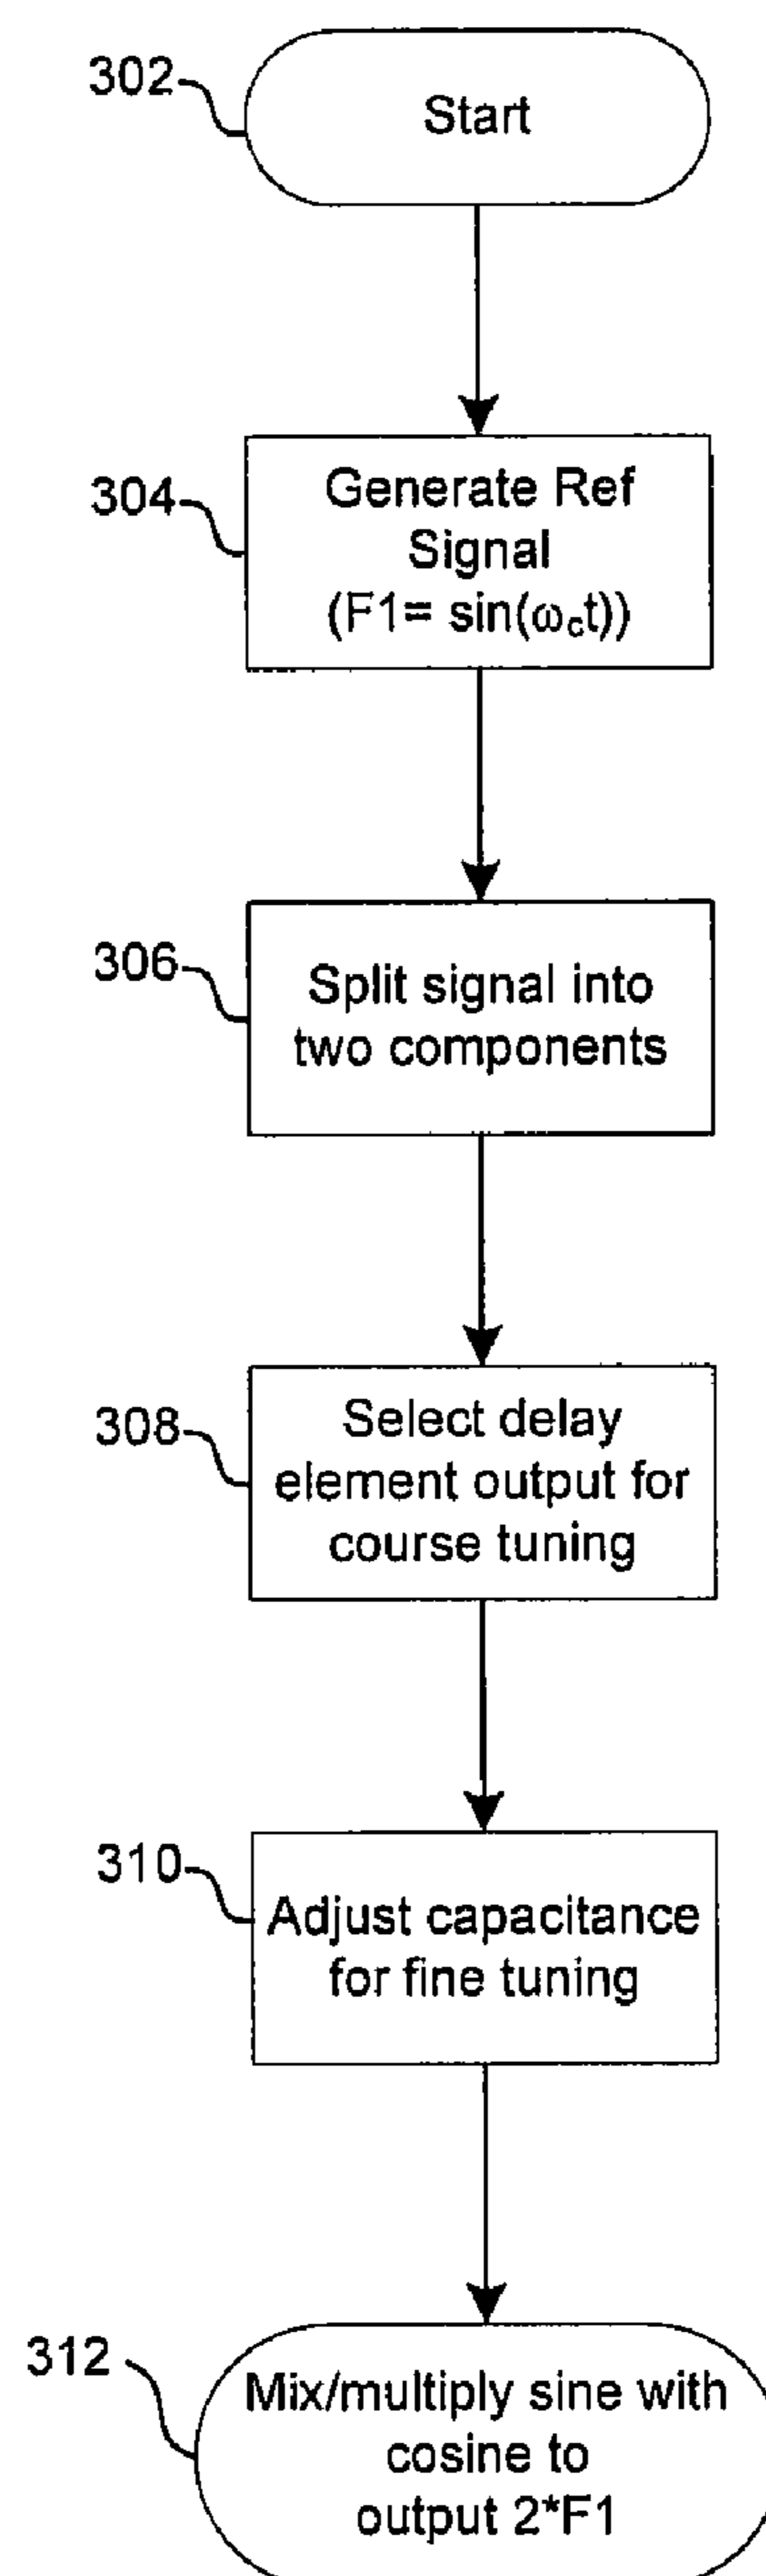 302
Start
304
Generate Ref
Signal
(F1= sin(ω꜀t))
306
Split signal into
two components
308
Select delay
element output for
course tuning
310
Adjust capacitance
for fine tuning
312
Mix/multiply sine with
cosine to
output 2*F1